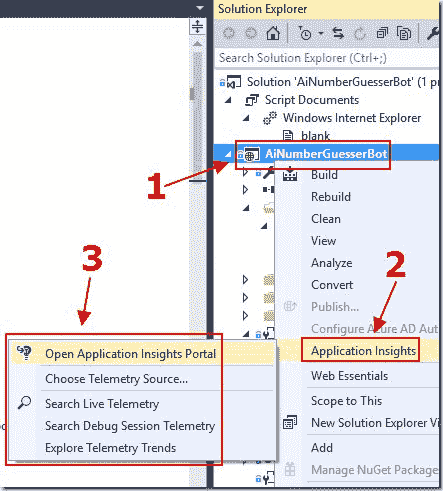 Solution Explorer
Search Solution Explorer (Ctrl+;)
Solution 'AiNumberGuesserBot' (1 p
Script Documents
Windows Internet Explorer
blank
AiNumberGuesserBot
1
Build
Rebuild
Clean
View
Analyze
Convert
Publish...
Configure Azure AD Aut
2
3
Application Insights
Web Essentials
Scope to This
New Solution Explorer Vi
Add
Manage NuGet Packages
Open Application Insights Portal
Choose Telemetry Source...
Search Live Telemetry
Search Debug Session Telemetry
Explore Telemetry Trends